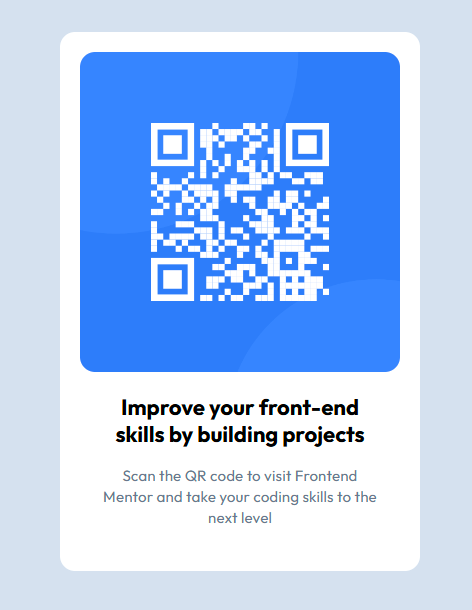 Improve your front-end
skills by building projects
Scan the QR code to visit Frontend
Mentor and take your coding skills to the
next level